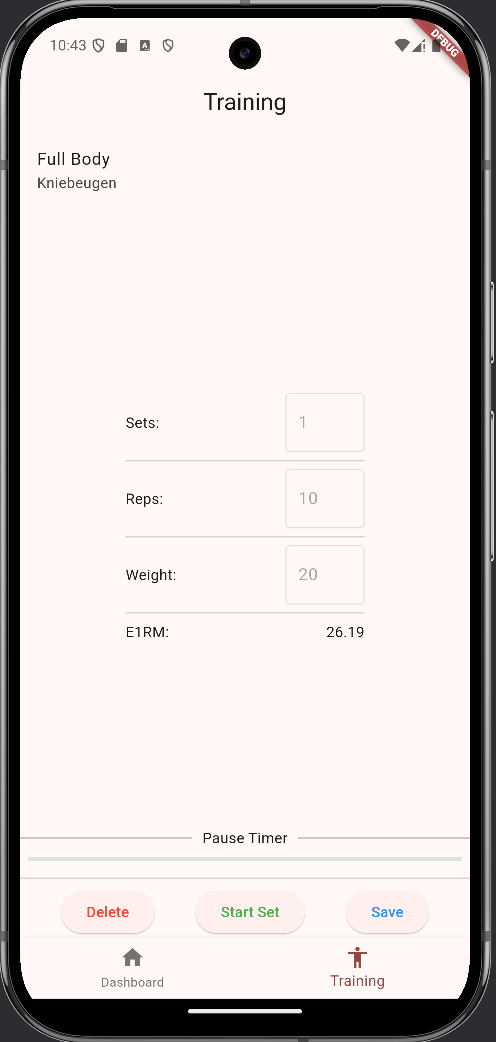 10:43
DEBUG
Training
Full Body
Kniebeugen
Sets:
1
Reps:
10
Weight:
20
E1RM:
26.19
Pause Timer
Delete
Start Set
Save
Dashboard
Training